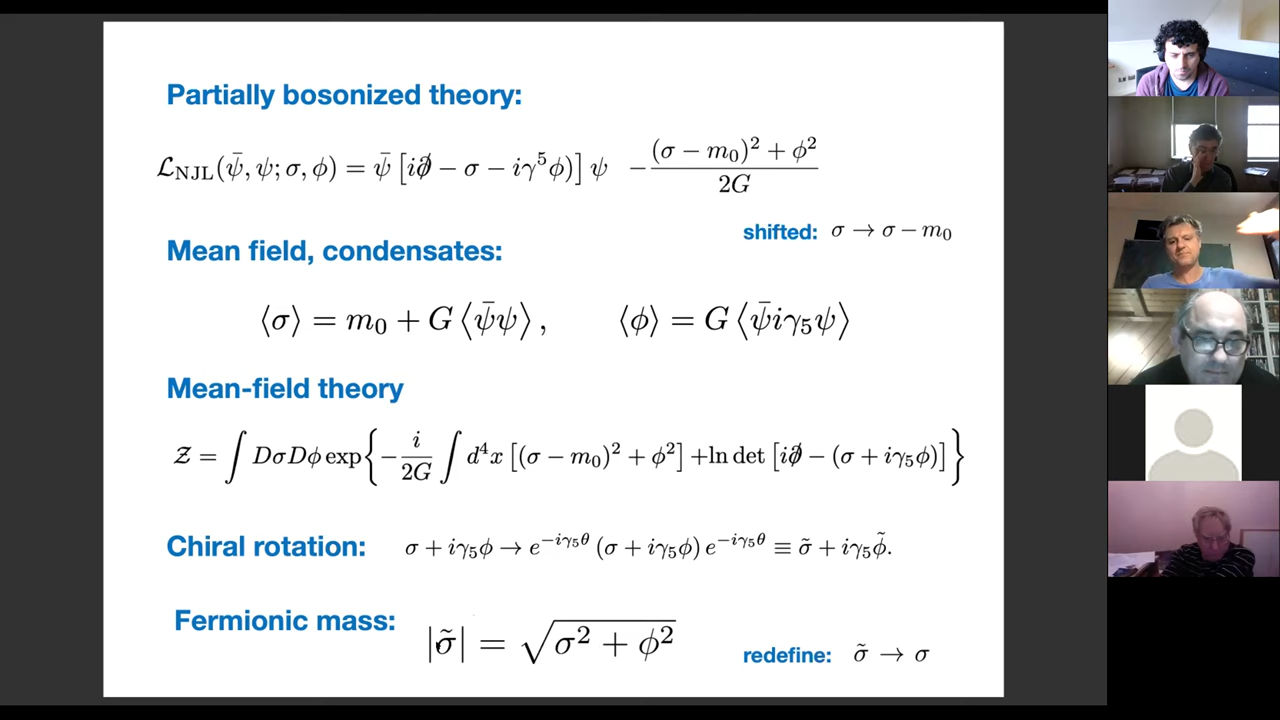 Partially bosonized theory:
ℒ_NJL(ψ̄, ψ; σ, φ) = ψ̄ [i∂̸ − σ − iγ⁵φ)] ψ − (σ − m₀)² + φ² / 2G
shifted: σ → σ − m₀
Mean field, condensates:
⟨σ⟩ = m₀ + G ⟨ψ̄ψ⟩ , ⟨φ⟩ = G ⟨ψ̄iγ₅ψ⟩
Mean-field theory
𝒵 = ∫ DσDφ exp{ − i/2G ∫ d⁴x [(σ − m₀)² + φ²] + ln det [i∂̸ − (σ + iγ₅φ)] }
Chiral rotation: σ + iγ₅φ → e^{−iγ₅θ} (σ + iγ₅φ) e^{−iγ₅θ} ≡ σ̃ + iγ₅φ̃.
Fermionic mass: |σ̃| = √(σ² + φ²)
redefine: σ̃ → σ